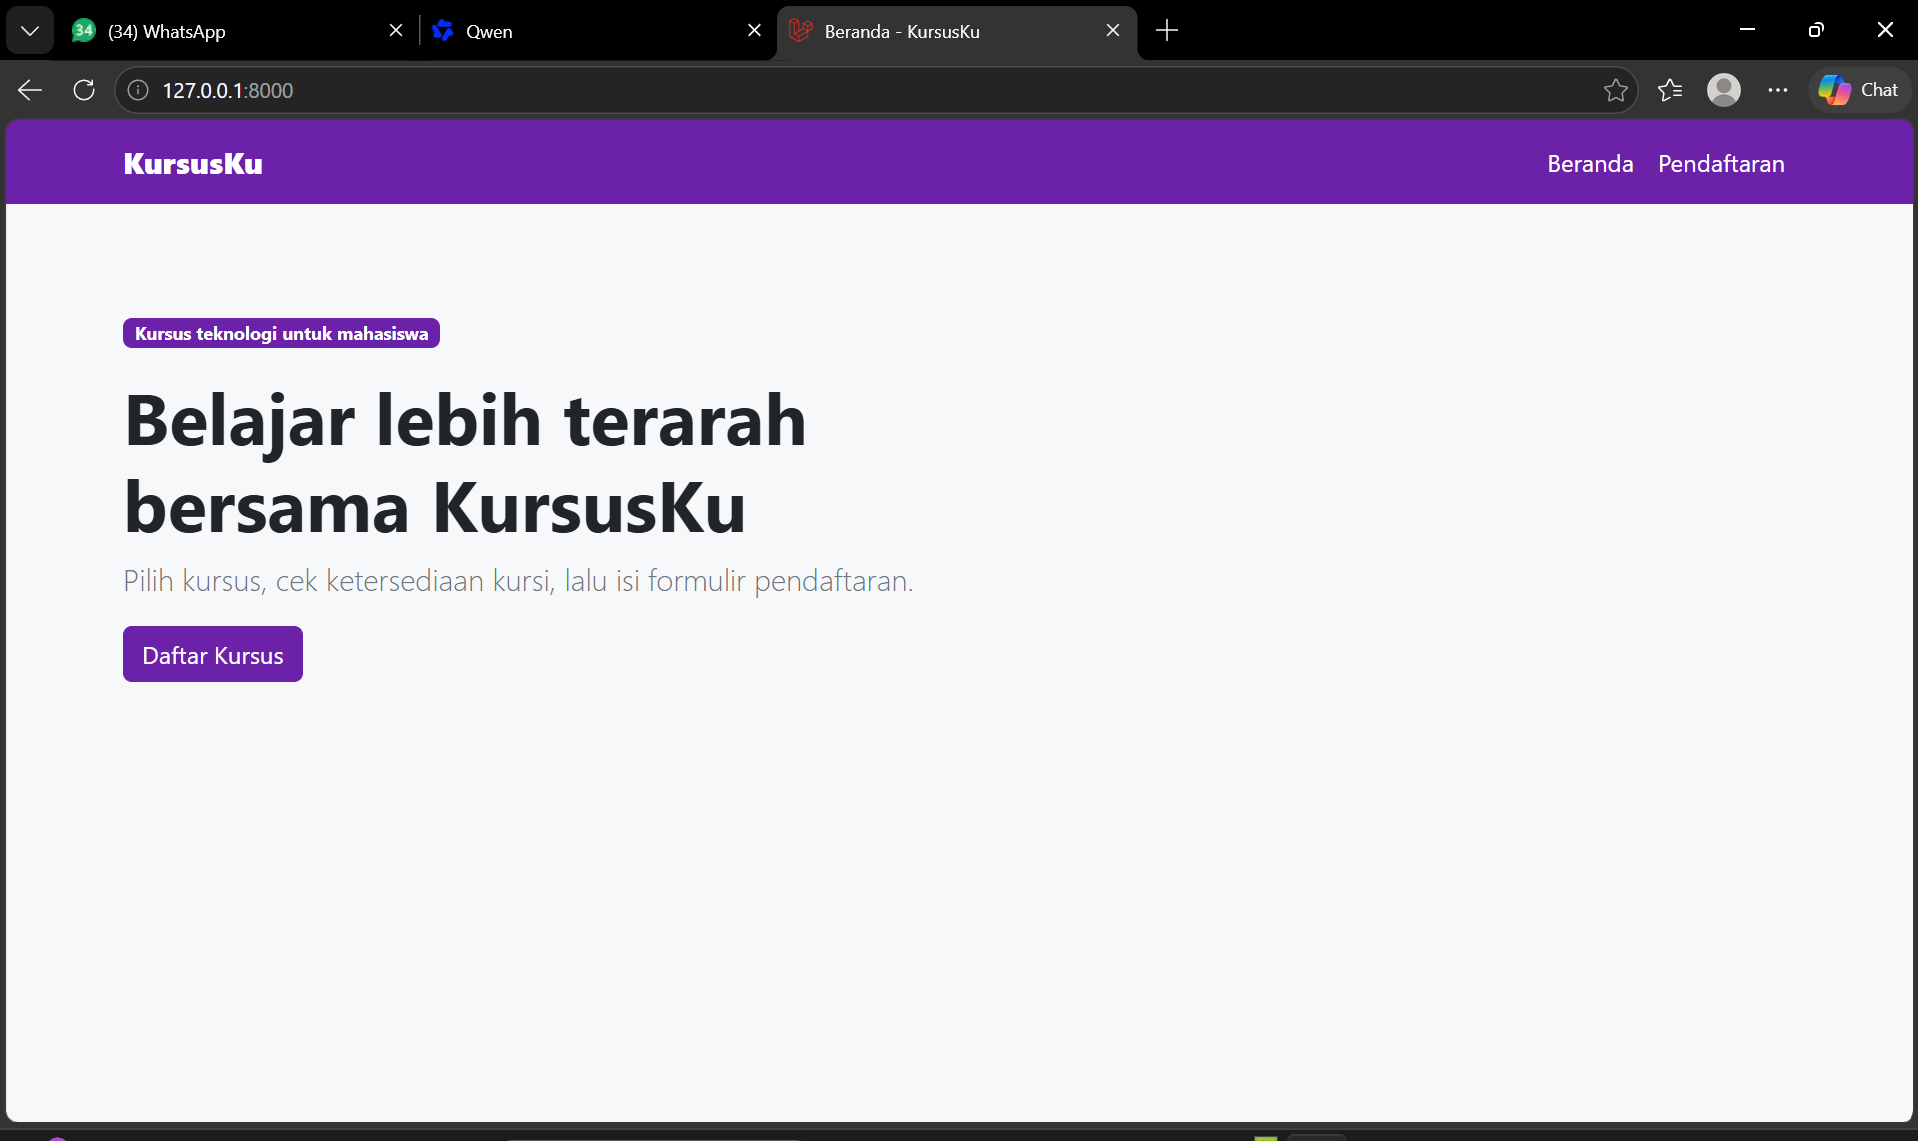 34 (34) WhatsApp
Qwen
Beranda - KursusKu
127.0.0.1:8000
Chat
KursusKu
Beranda Pendaftaran
Kursus teknologi untuk mahasiswa
Belajar lebih terarah
bersama KursusKu
Pilih kursus, cek ketersediaan kursi, lalu isi formulir pendaftaran.
Daftar Kursus